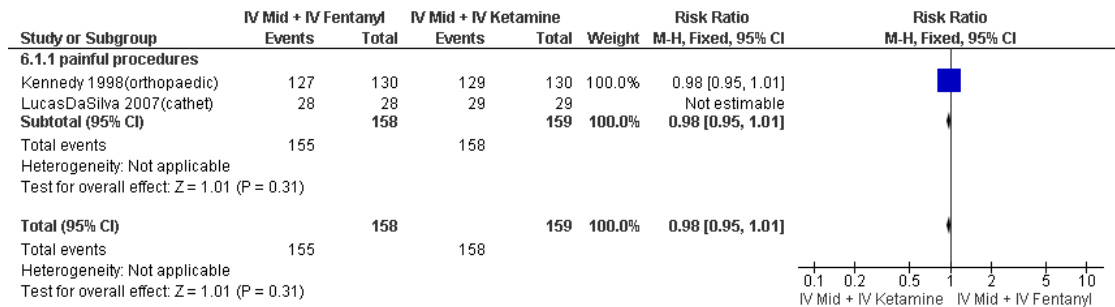 IV Mid + IV Fentanyl IV Mid + IV Ketamine Risk Ratio Risk Ratio
Study or Subgroup Events Total Events Total Weight M-H, Fixed, 95% CI M-H, Fixed, 95% CI
6.1.1 painful procedures
Kennedy 1998(orthopaedic) 127 130 129 130 100.0% 0.98 [0.95, 1.01]
LucasDaSilva 2007(cathet) 28 28 29 29 Not estimable
Subtotal (95% CI) 158 159 100.0% 0.98 [0.95, 1.01]
Total events 155 158
Heterogeneity: Not applicable
Test for overall effect: Z = 1.01 (P = 0.31)
Total (95% CI) 158 159 100.0% 0.98 [0.95, 1.01]
Total events 155 158
Heterogeneity: Not applicable
Test for overall effect: Z = 1.01 (P = 0.31)
0.1 0.2 0.5 1 2 5 10
IV Mid + IV Ketamine IV Mid + IV Fentanyl